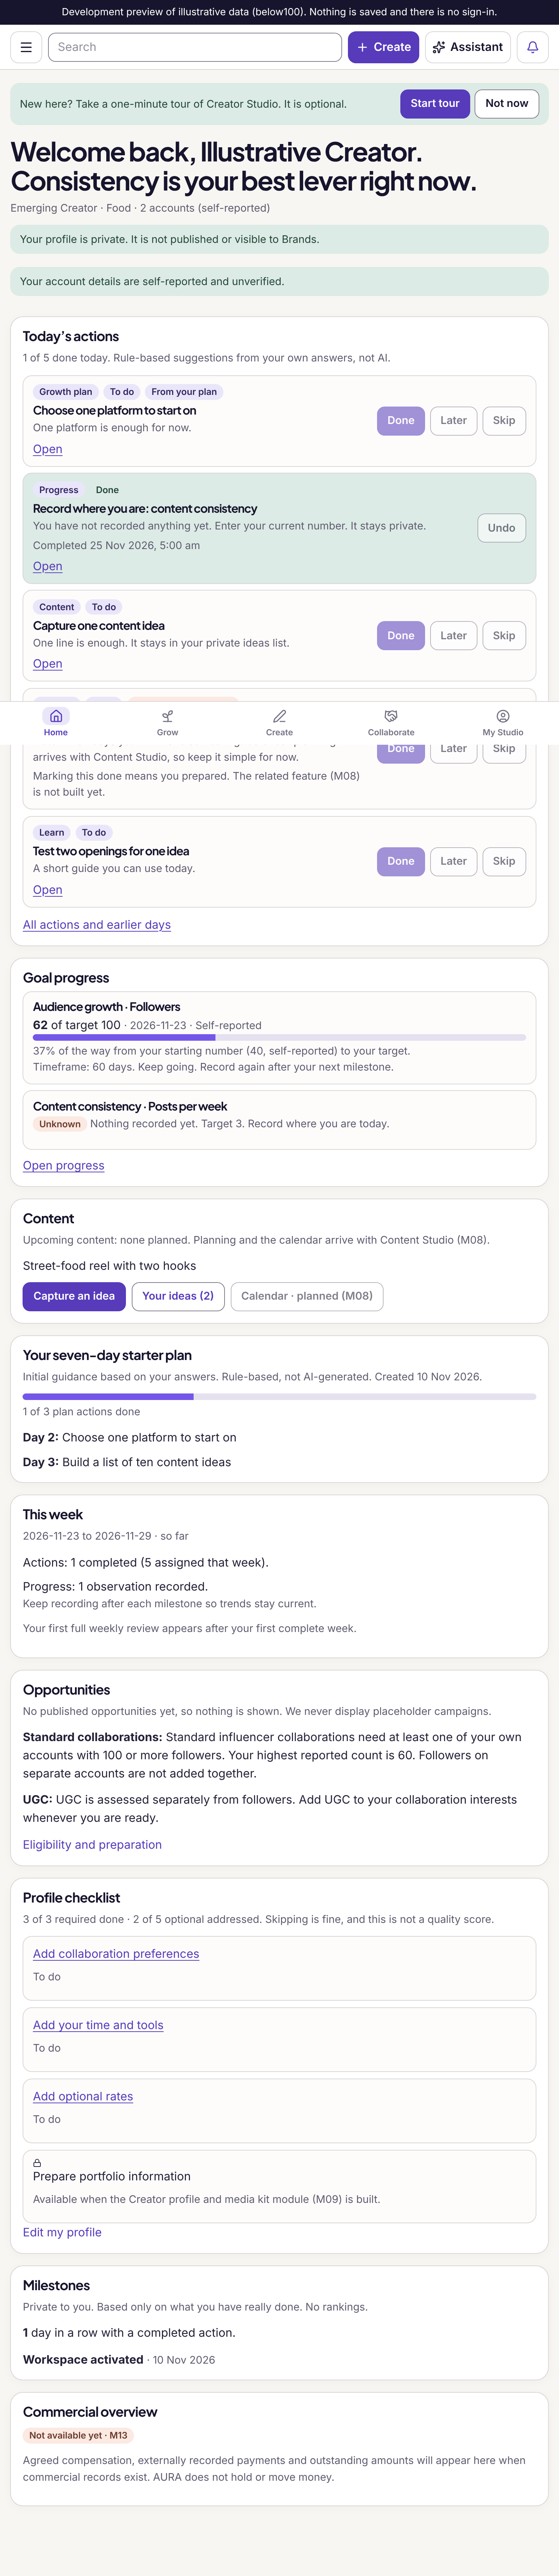 Development preview of illustrative data (below100). Nothing is saved and there is no sign-in.
Search
Create
Assistant
New here? Take a one-minute tour of Creator Studio. It is optional.
Start tour
Not now
Welcome back, Illustrative Creator.
Consistency is your best lever right now.
Emerging Creator · Food · 2 accounts (self-reported)
Your profile is private. It is not published or visible to Brands.
Your account details are self-reported and unverified.
Today's actions
1 of 5 done today. Rule-based suggestions from your own answers, not AI.
Growth plan To do From your plan
Choose one platform to start on
One platform is enough for now.
Open
Done Later Skip
Progress Done
Record where you are: content consistency
You have not recorded anything yet. Enter your current number. It stays private.
Completed 25 Nov 2026, 5:00 am
Open
Undo
Content To do
Capture one content idea
One line is enough. It stays in your private ideas list.
Open
Done Later Skip
Home Grow Create Collaborate My Studio
arrives with Content Studio, so keep it simple for now.
Marking this done means you prepared. The related feature (M08)
is not built yet.
Done Later Skip
Learn To do
Test two openings for one idea
A short guide you can use today.
Open
Done Later Skip
All actions and earlier days
Goal progress
Audience growth · Followers
62 of target 100 · 2026-11-23 · Self-reported
37% of the way from your starting number (40, self-reported) to your target.
Timeframe: 60 days. Keep going. Record again after your next milestone.
Content consistency · Posts per week
Unknown Nothing recorded yet. Target 3. Record where you are today.
Open progress
Content
Upcoming content: none planned. Planning and the calendar arrive with Content Studio (M08).
Street-food reel with two hooks
Capture an idea
Your ideas (2)
Calendar · planned (M08)
Your seven-day starter plan
Initial guidance based on your answers. Rule-based, not AI-generated. Created 10 Nov 2026.
1 of 3 plan actions done
Day 2: Choose one platform to start on
Day 3: Build a list of ten content ideas
This week
2026-11-23 to 2026-11-29 · so far
Actions: 1 completed (5 assigned that week).
Progress: 1 observation recorded.
Keep recording after each milestone so trends stay current.
Your first full weekly review appears after your first complete week.
Opportunities
No published opportunities yet, so nothing is shown. We never display placeholder campaigns.
Standard collaborations: Standard influencer collaborations need at least one of your own
accounts with 100 or more followers. Your highest reported count is 60. Followers on
separate accounts are not added together.
UGC: UGC is assessed separately from followers. Add UGC to your collaboration interests
whenever you are ready.
Eligibility and preparation
Profile checklist
3 of 3 required done · 2 of 5 optional addressed. Skipping is fine, and this is not a quality score.
Add collaboration preferences
To do
Add your time and tools
To do
Add optional rates
To do
Prepare portfolio information
Available when the Creator profile and media kit module (M09) is built.
Edit my profile
Milestones
Private to you. Based only on what you have really done. No rankings.
1 day in a row with a completed action.
Workspace activated · 10 Nov 2026
Commercial overview
Not available yet · M13
Agreed compensation, externally recorded payments and outstanding amounts will appear here when
commercial records exist. AURA does not hold or move money.